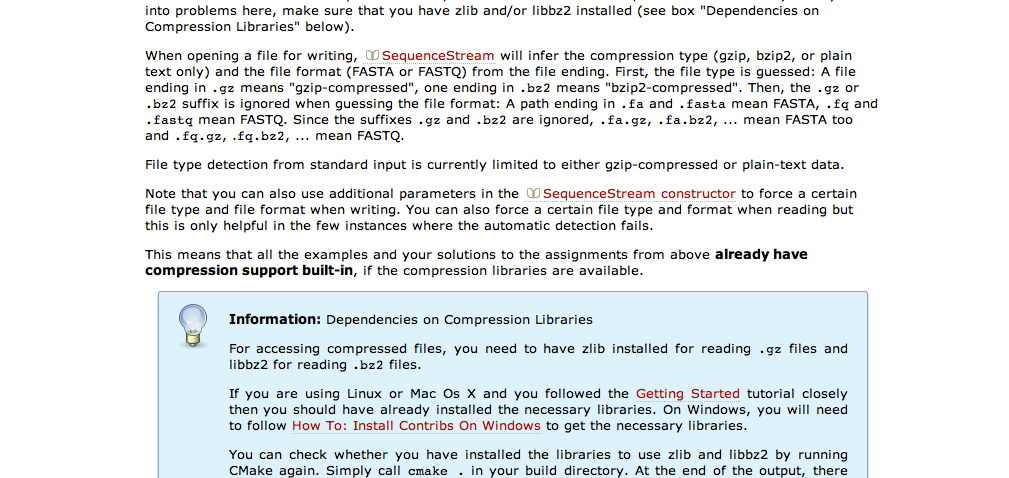 into problems here, make sure that you have zlib and/or libbz2 installed (see box "Dependencies on
Compression Libraries" below).
When opening a file for writing, SequenceStream will infer the compression type (gzip, bzip2, or plain
text only) and the file format (FASTA or FASTQ) from the file ending. First, the file type is guessed: A file
ending in .gz means "gzip-compressed", one ending in .bz2 means "bzip2-compressed". Then, the .gz or
.bz2 suffix is ignored when guessing the file format: A path ending in .fa and .fasta mean FASTA, .fq and
.fastq mean FASTQ. Since the suffixes .gz and .bz2 are ignored, .fa.gz, .fa.bz2, ... mean FASTA too
and .fq.gz, .fq.bz2, ... mean FASTQ.
File type detection from standard input is currently limited to either gzip-compressed or plain-text data.
Note that you can also use additional parameters in the SequenceStream constructor to force a certain
file type and file format when writing. You can also force a certain file type and format when reading but
this is only helpful in the few instances where the automatic detection fails.
This means that all the examples and your solutions to the assignments from above already have
compression support built-in, if the compression libraries are available.
Information: Dependencies on Compression Libraries
For accessing compressed files, you need to have zlib installed for reading .gz files and
libbz2 for reading .bz2 files.
If you are using Linux or Mac Os X and you followed the Getting Started tutorial closely
then you should have already installed the necessary libraries. On Windows, you will need
to follow How To: Install Contribs On Windows to get the necessary libraries.
You can check whether you have installed the libraries to use zlib and libbz2 by running
CMake again. Simply call cmake . in your build directory. At the end of the output, there